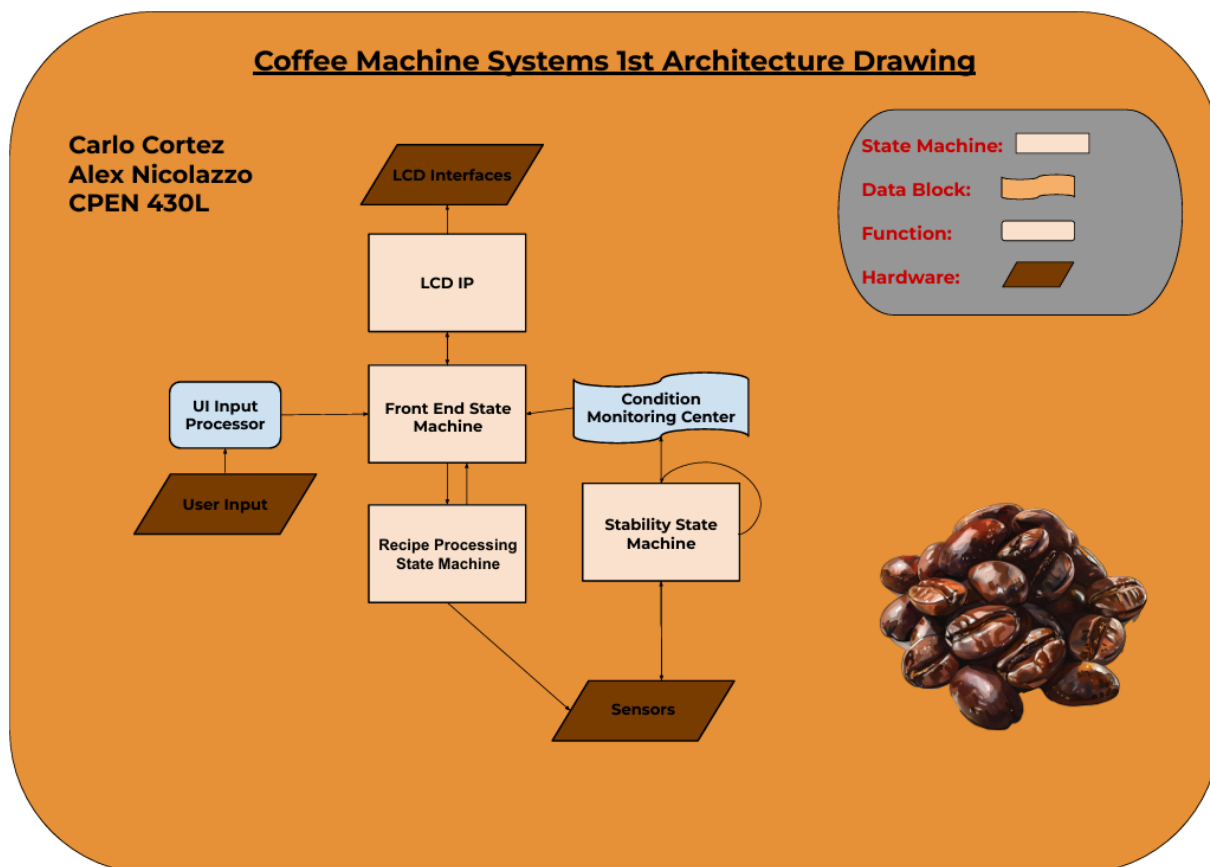 Coffee Machine Systems 1st Architecture Drawing
Carlo Cortez
Alex Nicolazzo
CPEN 430L
State Machine:
Data Block:
Function:
Hardware:
LCD Interfaces
LCD IP
UI Input
Processor
Front End State
Machine
Condition
Monitoring Center
User Input
Recipe Processing
State Machine
Stability State
Machine
Sensors